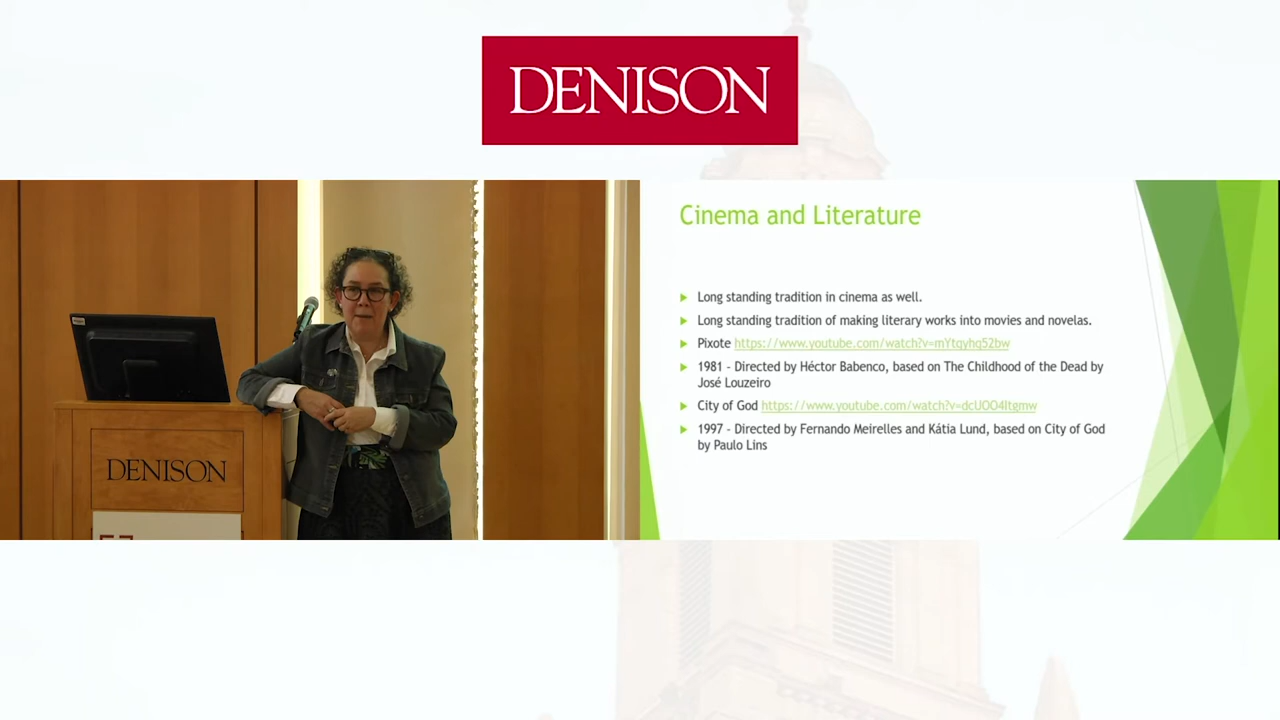 DENISON
DENISON
Cinema and Literature
Long standing tradition in cinema as well.
Long standing tradition of making literary works into movies and novelas.
Pixote https://www.youtube.com/watch?v=mYtqyhq52bw
1981 - Directed by Héctor Babenco, based on The Childhood of the Dead by
José Louzeiro
City of God https://www.youtube.com/watch?v=dcUOO4Itgmw
1997 - Directed by Fernando Meirelles and Kátia Lund, based on City of God
by Paulo Lins